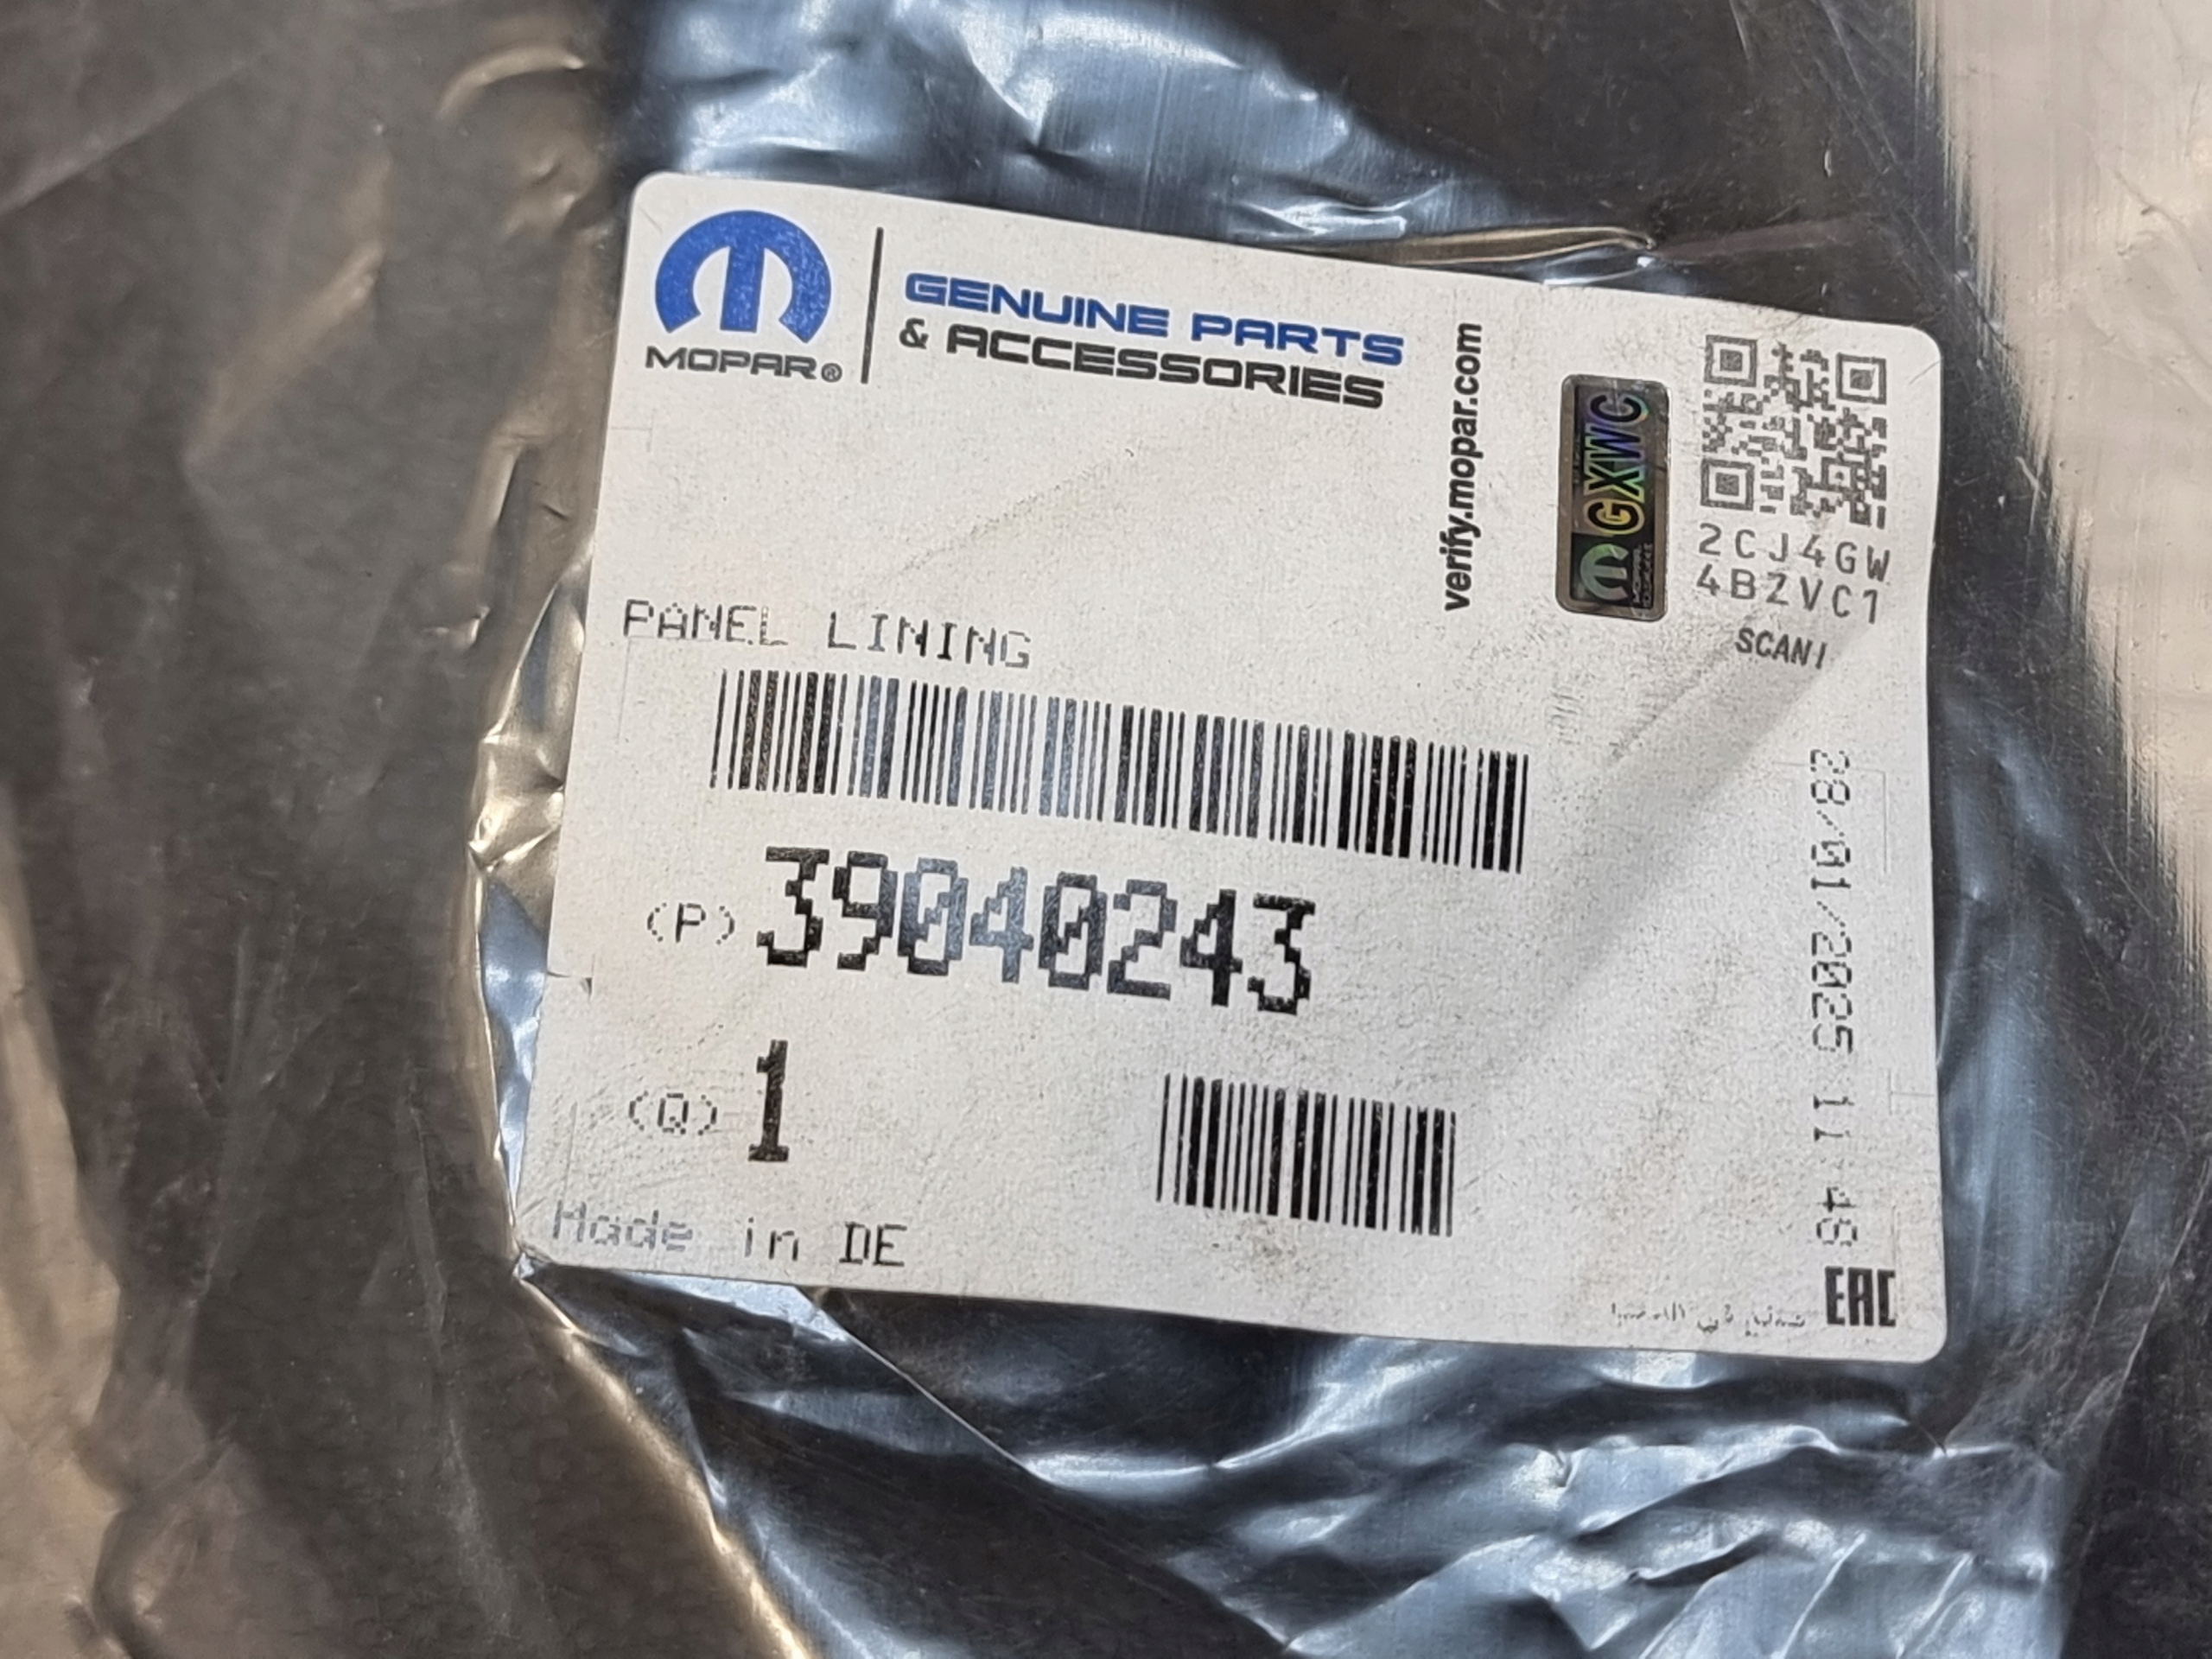 MOPAR®
GENUINE PARTS
& ACCESSORIES
verify.mopar.com
GXWC
MOPAR
2CJ4GW
4BZVC1
SCAN!
PANEL LINING
(P) 39040243
(Q) 1
Made in DE
28/01/2025 11 48
EAC